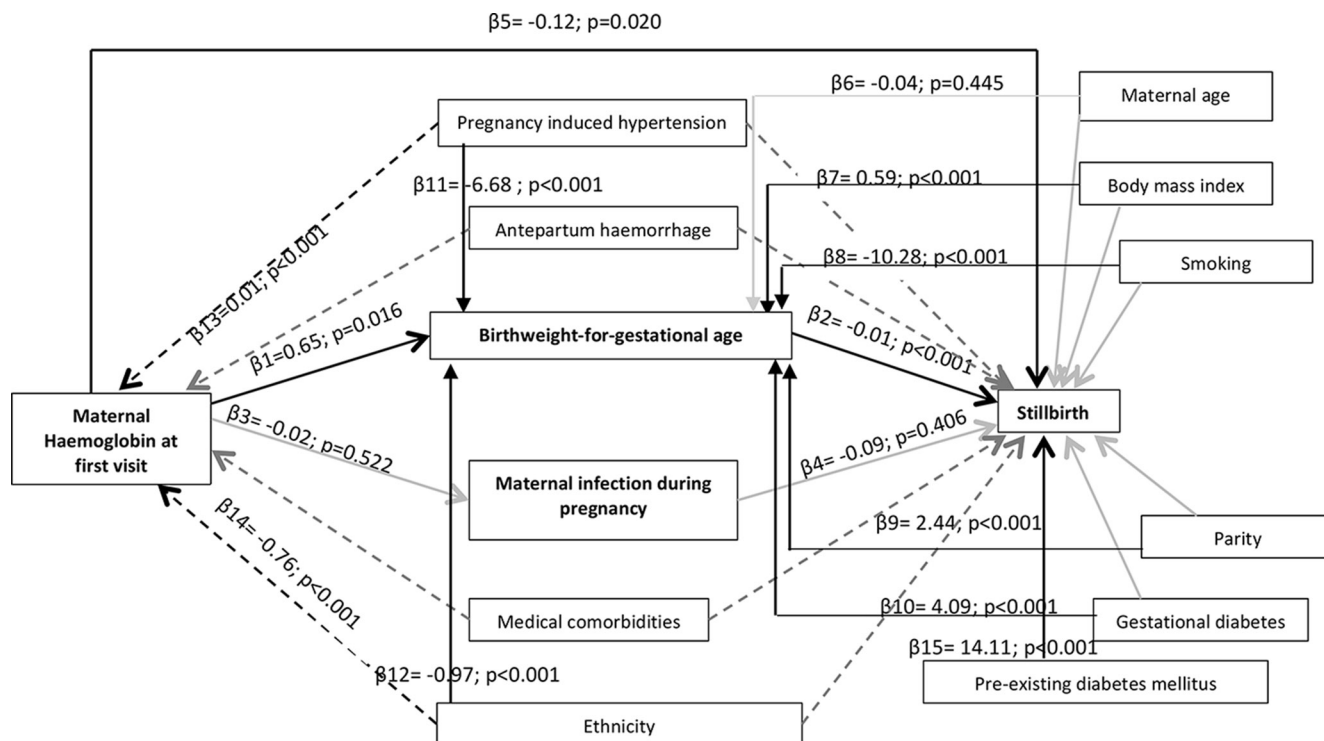 β5= -0.12; p=0.020
β6= -0.04; p=0.445
Maternal age
Pregnancy induced hypertension
β11= -6.68 ; p<0.001
β7= 0.59; p<0.001
Body mass index
Antepartum haemorrhage
β8= -10.28; p<0.001
Smoking
β13=0.01; p<0.001
β1=0.65; p=0.016
Birthweight-for-gestational age
β2= -0.01; p<0.001
Maternal
Haemoglobin at
first visit
Stillbirth
β3= -0.02; p=0.522
β4= -0.09; p=0.406
Maternal infection during
pregnancy
β14= -0.76; p<0.001
β9= 2.44; p<0.001
Parity
Medical comorbidities
β10= 4.09; p<0.001
Gestational diabetes
β15= 14.11; p<0.001
β12= -0.97; p<0.001
Pre-existing diabetes mellitus
Ethnicity